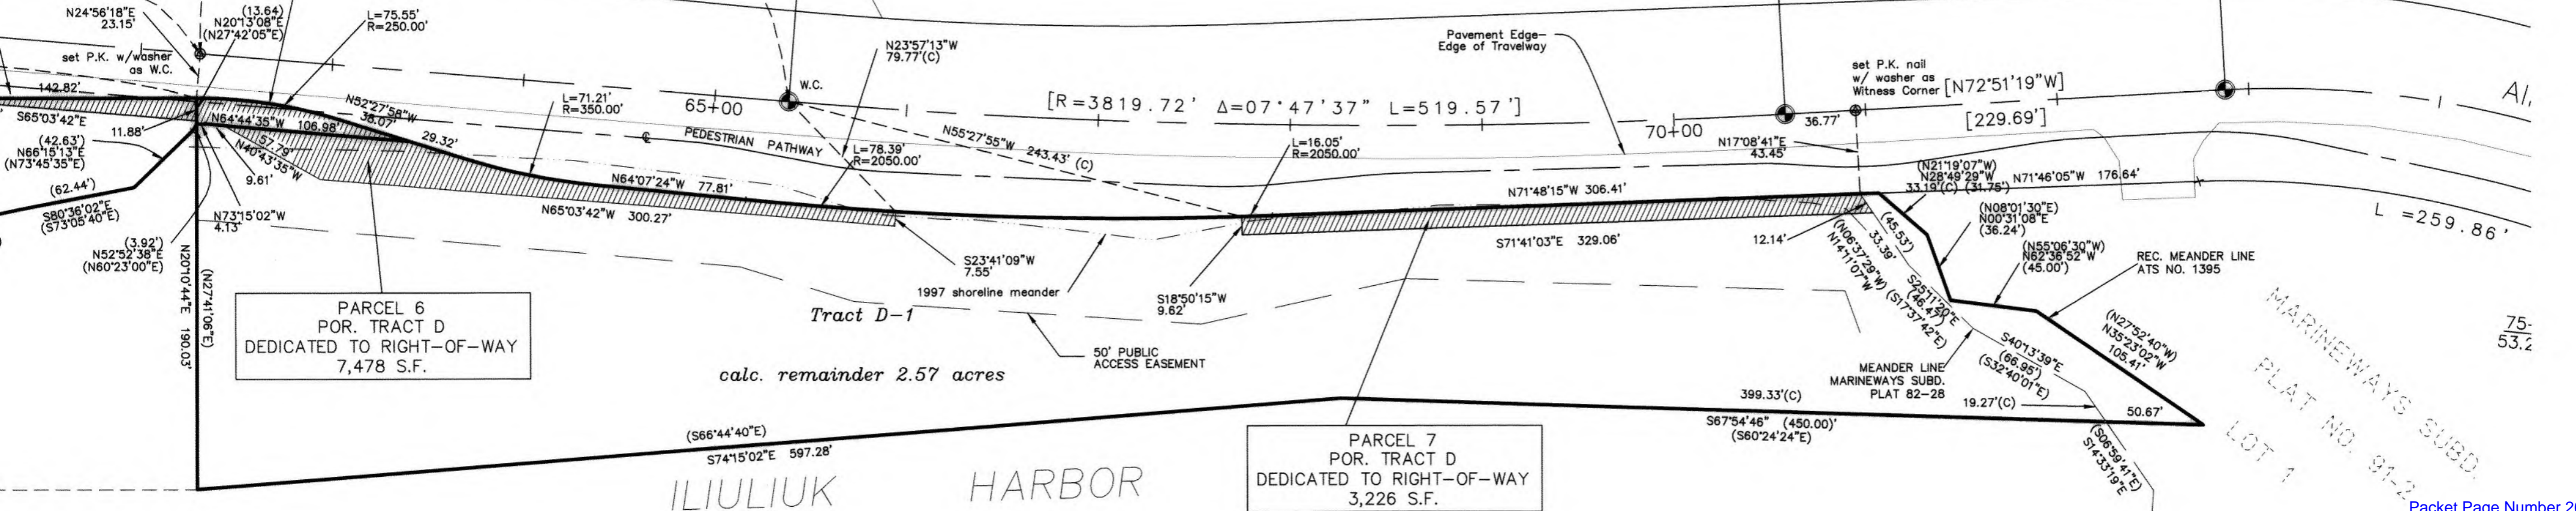 N24°56'18"E
23.15'
(13.64)
N20°13'08"E
(N27°42'05"E)
L=75.55'
R=250.00'
set P.K. w/washer
as W.C.
142.82'
S65°03'42"E
11.88'
N64°44'35"W 106.98'
N52°27'58"W
38.07'
29.32'
57.79'
N40°43'35"W
9.61'
(42.63')
N66°15'13"E
(N73°45'35"E)
(62.44')
S80°36'02"E
(S73°05'40"E)
N73°15'02"W
4.13'
(3.92')
N52°52'38"E
(N60°23'00"E)
N20°10'44"E 190.03'
(N27°41'06"E)
L=71.21'
R=350.00'
65+00
W.C.
N23°57'13"W
79.77'(C)
PEDESTRIAN PATHWAY
L=78.39'
R=2050.00'
N64°07'24"W 77.81'
N65°03'42"W 300.27'
[R=3819.72' Δ=07°47'37" L=519.57']
N55°27'55"W 243.43' (C)
L=16.05'
R=2050.00'
Pavement Edge-
Edge of Travelway
70+00
36.77'
set P.K. nail
w/ washer as
Witness Corner
[N72°51'19"W]
[229.69']
N17°08'41"E
43.45'
(N21°19'07"W)
N28°49'29"W
33.19'(C) (31.75')
N71°46'05"W 176.64'
L =259.86'
N71°48'15"W 306.41'
S71°41'03"E 329.06'
12.14'
(45.53')
33.39'
(N06°37'29"W)
N14°11'07"W
S25°11'20"E
(46.47')
(S17°37'42"E)
(N08°01'30"E)
N00°31'08"E
(36.24')
(N55°06'30"W)
N62°36'52"W
(45.00')
REC. MEANDER LINE
ATS NO. 1395
(N27°52'40"W)
N35°23'02"W
105.41'
S40°13'39"E
(66.95')
(S32°40'01"E)
MEANDER LINE
MARINEWAYS SUBD.
PLAT 82-28
19.27'(C)
50.67'
(S06°59'41"E)
S14°33'19"E
S23°41'09"W
7.55'
1997 shoreline meander
S18°50'15"W
9.62'
Tract D-1
50' PUBLIC
ACCESS EASEMENT
calc. remainder 2.57 acres
PARCEL 6
POR. TRACT D
DEDICATED TO RIGHT-OF-WAY
7,478 S.F.
PARCEL 7
POR. TRACT D
DEDICATED TO RIGHT-OF-WAY
3,226 S.F.
(S66°44'40"E)
S74°15'02"E 597.28'
399.33'(C)
S67°54'46" (450.00)'
(S60°24'24"E)
ILIULIUK HARBOR
MARINEWAYS SUBD.
PLAT NO. 91-2
LOT 1
75-
53.2
Packet Page Number 2